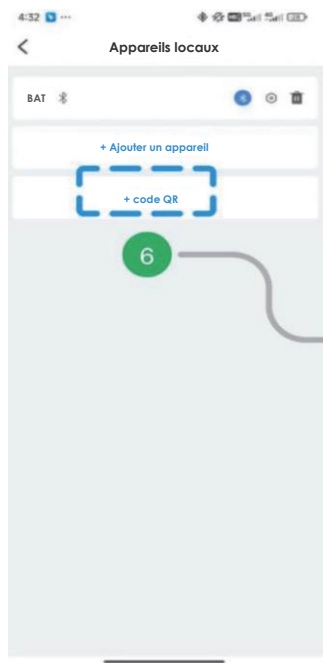 4:32 ...
Appareils locaux
BAT
+ Ajouter un appareil
+ code QR
6